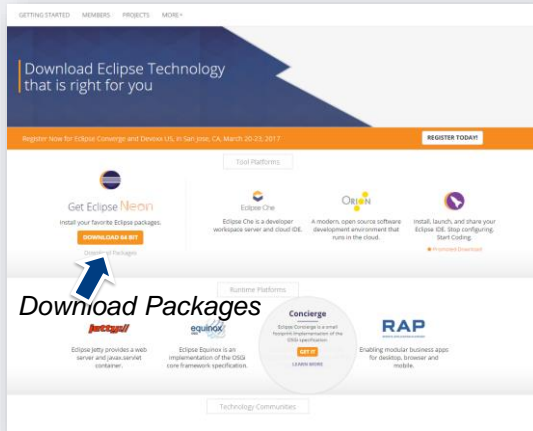 GETTING STARTED MEMBERS PROJECTS MORE
Download Eclipse Technology
that is right for you
Register Now for Eclipse Converge and Devoxx US, in San Jose, CA, March 20-23, 2017
REGISTER TODAY!
Tool Platforms
Get Eclipse Neon
Install your favorite Eclipse packages.
DOWNLOAD 64 BIT
Download Packages
Eclipse Che
Eclipse Che is a developer
workspace server and cloud IDE.
ORION
A modern, open source software
development environment that
runs in the cloud.
Install, launch, and share your
Eclipse IDE. Stop configuring.
Start Coding.
Promoted Download
Download Packages
Runtime Platforms
jetty://
Eclipse Jetty provides a web
server and javax.servlet
container.
equinox
Eclipse Equinox is an
implementation of the OSGi
core framework specification.
Concierge
Eclipse Concierge is a small
footprint implementation of the
OSGi specification
GET IT
LEARN MORE
RAP
Enabling modular business apps
for desktop, browser and
mobile.
Technology Communities